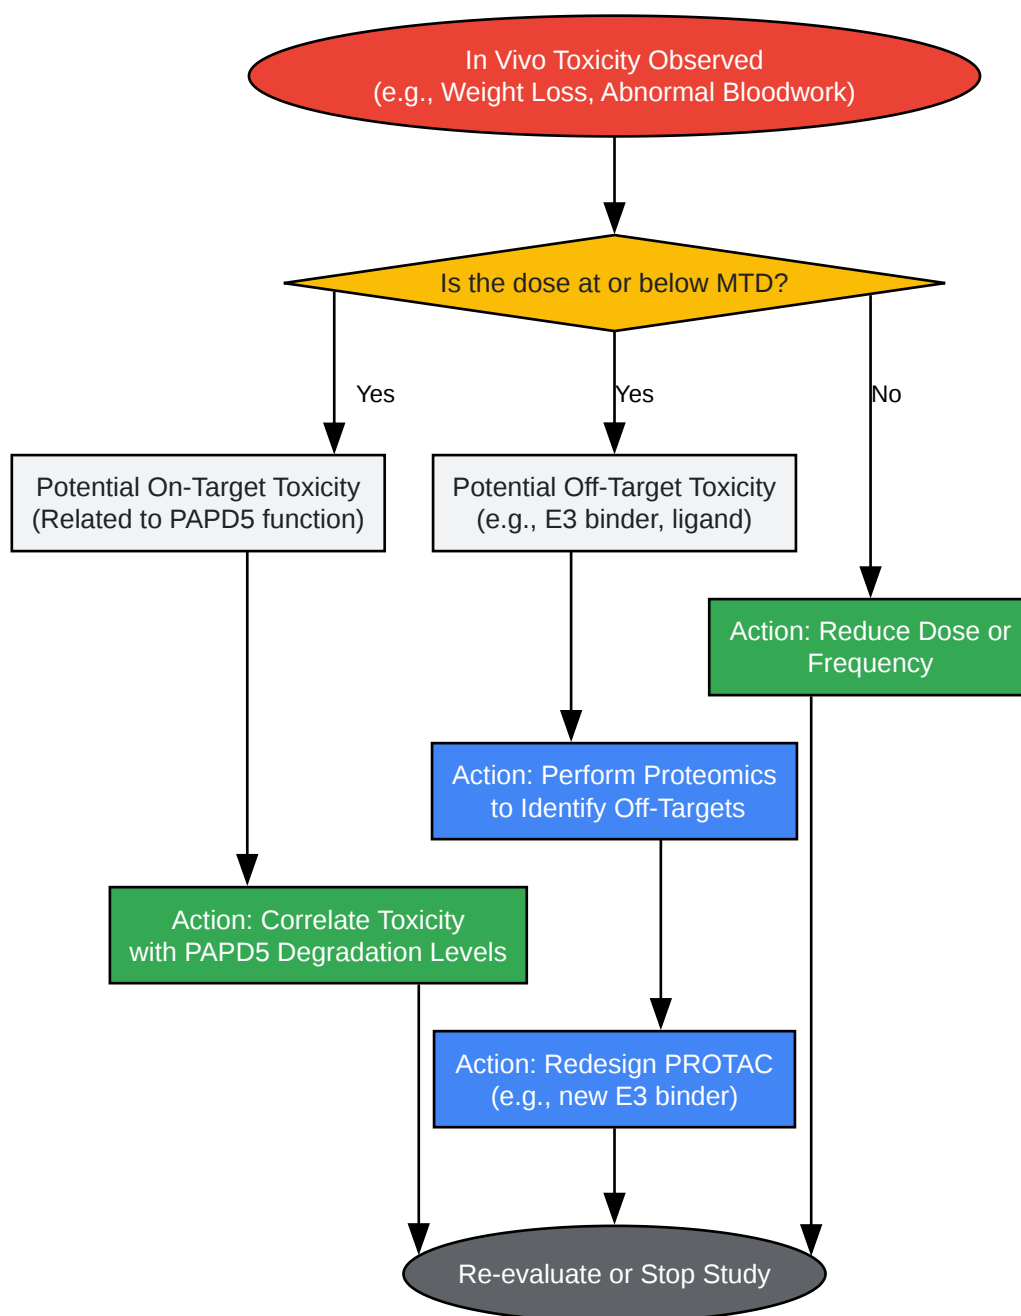 In Vivo Toxicity Observed
(e.g., Weight Loss, Abnormal Bloodwork)
Is the dose at or below MTD?
Yes
Yes
No
Potential On-Target Toxicity
(Related to PAPD5 function)
Potential Off-Target Toxicity
(e.g., E3 binder, ligand)
Action: Reduce Dose or
Frequency
Action: Perform Proteomics
to Identify Off-Targets
Action: Correlate Toxicity
with PAPD5 Degradation Levels
Action: Redesign PROTAC
(e.g., new E3 binder)
Re-evaluate or Stop Study